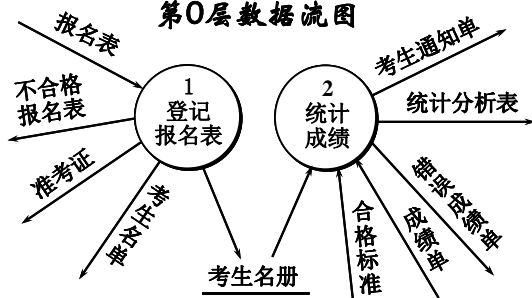 第0层数据流图
报名表
不合格
报名表
准考证
考生名单
1
登记
报名表
考生名册
2
统计
成绩
考生通知单
统计分析表
错误成绩单
成绩单
合格标准